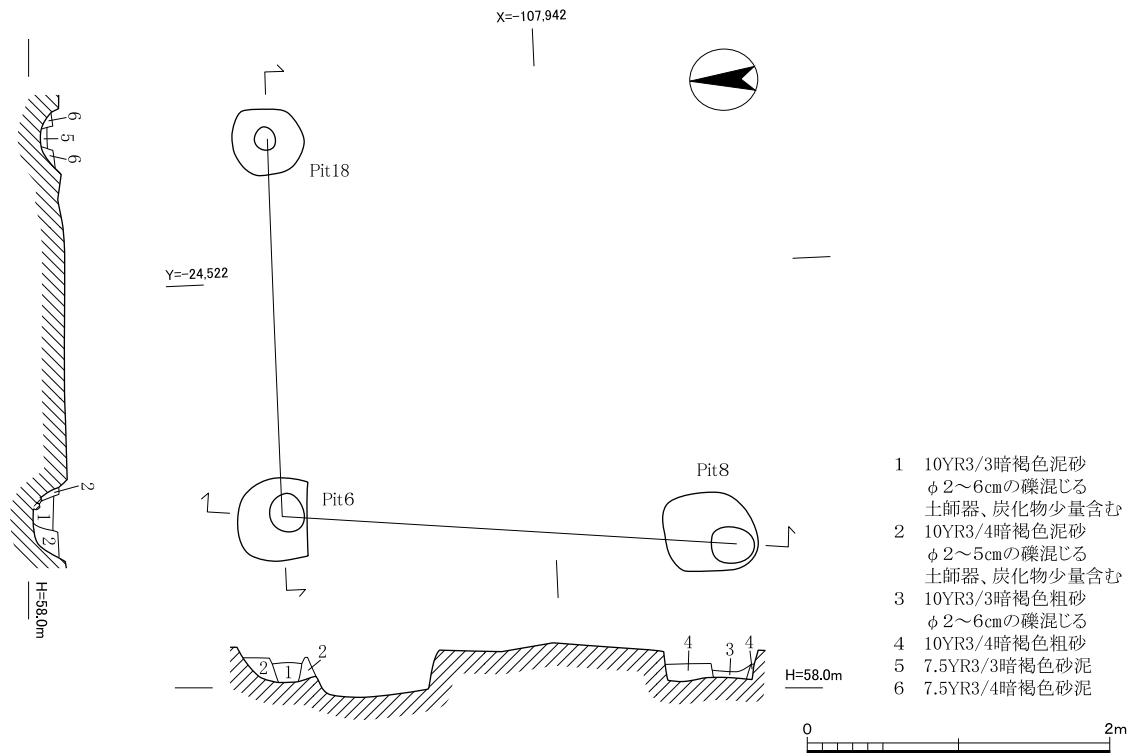 X=-107,942
6
5
6
Pit18
Y=-24,522
2
1
2
H=58.0m
Pit6
Pit8
2
1
2
4
3
4
H=58.0m
1 10YR3/3暗褐色泥砂
φ2～6㎝の礫混じる
土師器、炭化物少量含む
2 10YR3/4暗褐色泥砂
φ2～5㎝の礫混じる
土師器、炭化物少量含む
3 10YR3/3暗褐色粗砂
φ2～6㎝の礫混じる
4 10YR3/4暗褐色粗砂
5 7.5YR3/3暗褐色砂泥
6 7.5YR3/4暗褐色砂泥
0 2m